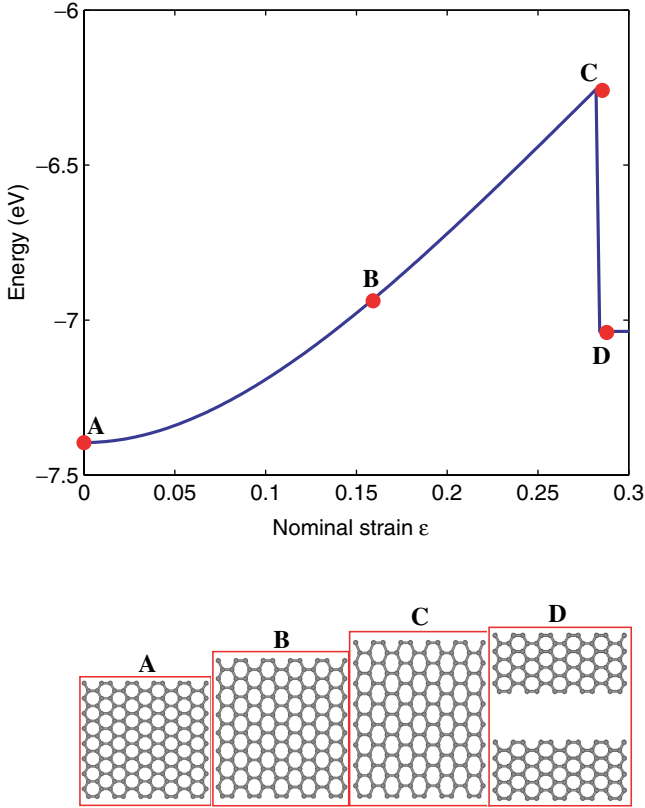 −6
C
−6.5
Energy (eV)
B
−7
D
A
−7.5
0
0.05
0.1
0.15
0.2
0.25
0.3
Nominal strain ε
A
B
C
D